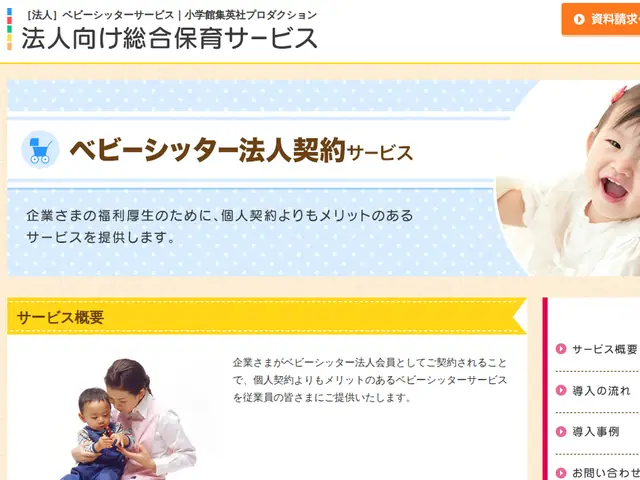 ［法人］ベビーシッターサービス｜小学館集英社プロダクション
法人向け総合保育サービス
資料請求
ベビーシッター法人契約サービス
企業さまの福利厚生のために、個人契約よりもメリットのある
サービスを提供します。
サービス概要
企業さまがベビーシッター法人会員としてご契約されること
で、個人契約よりもメリットのあるベビーシッターサービス
を従業員の皆さまにご提供いたします。
サービス概要
導入の流れ
導入事例
お問い合わせ